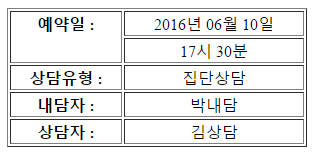 예약일 : 2016년 06월 10일
17시 30분
상담유형 : 집단상담
내담자 : 박내담
상담자 : 김상담